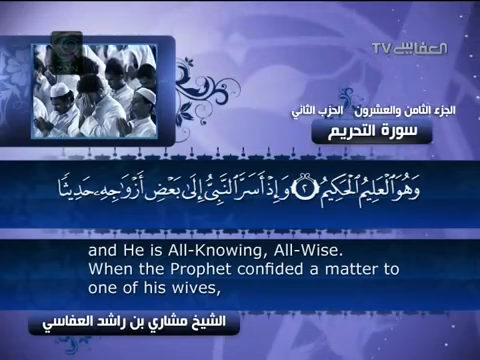 العفاسي TV
الجزء الثامن والعشرون الحزب الثاني
سورة التحريم
وَهُوَ الْعَلِيمُ الْحَكِيمُ ٢ وَإِذْ أَسَرَّ النَّبِيُّ إِلَىٰ بَعْضِ أَزْوَاجِهِ حَدِيثًا
and He is All-Knowing, All-Wise.
When the Prophet confided a matter to
one of his wives,
الشيخ مشاري بن راشد العفاسي